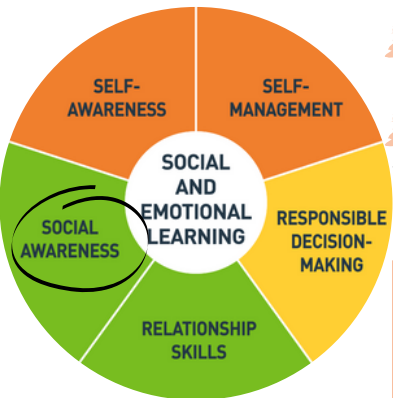 SELF-
AWARENESS
SELF-
MANAGEMENT
SOCIAL
AND
EMOTIONAL
LEARNING
SOCIAL
AWARENESS
RESPONSIBLE
DECISION-
MAKING
RELATIONSHIP
SKILLS